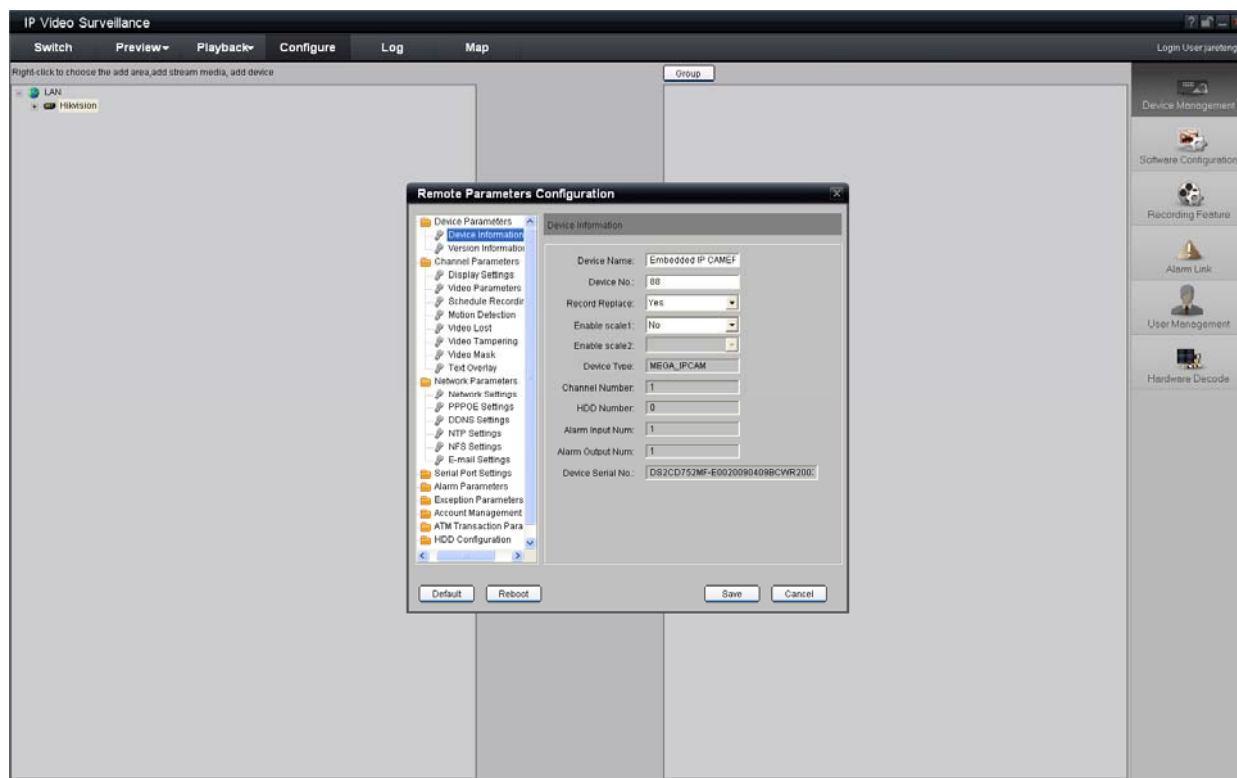 IP Video Surveillance
Switch Preview Playback Configure Log Map
Right-click to choose the add area,add stream media, add device
Group
LAN
Hikvision
Device Management
Software Configuration
Recording Feature
Alarm Link
User Management
Hardware Decode
Remote Parameters Configuration
Device Parameters
Device Information
Version Information
Channel Parameters
Display Settings
Video Parameters
Schedule Recordir
Motion Detection
Video Lost
Video Tampering
Video Mask
Text Overlay
Network Parameters
Network Settings
PPPOE Settings
DDNS Settings
NTP Settings
NFS Settings
E-mail Settings
Serial Port Settings
Alarm Parameters
Exception Parameters
Account Management
ATM Transaction Para
HDD Configuration
Device Information
Device Name: Embedded IP CAMEF
Device No.: 88
Record Replace: Yes
Enable scale1: No
Enable scale2:
Device Type: MEGA_IPCAM
Channel Number: 1
HDD Number: 0
Alarm Input Num: 1
Alarm Output Num: 1
Device Serial No.:
Default Reboot Save Cancel